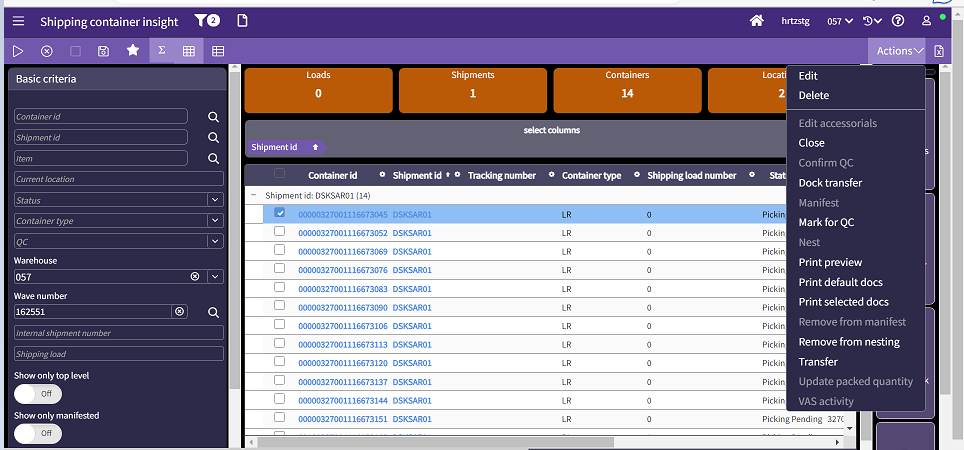 Shipping container insight
2
hrtzstg
057
Actions
Basic criteria
Container id
Shipment id
Item
Current location
Status
Container type
QC
Warehouse
057
Wave number
162551
Internal shipment number
Shipping load
Show only top level
Off
Show only manifested
Off
Loads
0
Shipments
1
Containers
14
Locati
2
select columns
Shipment id
Container id Shipment id Tracking number Container type Shipping load number Stat
Shipment id: DSKSAR01 (14)
00000327001116673045 DSKSAR01 LR 0 Pickin
00000327001116673052 DSKSAR01 LR 0 Pickin
00000327001116673069 DSKSAR01 LR 0 Pickin
00000327001116673076 DSKSAR01 LR 0 Pickin
00000327001116673083 DSKSAR01 LR 0 Pickin
00000327001116673090 DSKSAR01 LR 0 Pickin
00000327001116673106 DSKSAR01 LR 0 Pickin
00000327001116673113 DSKSAR01 LR 0 Pickin
00000327001116673120 DSKSAR01 LR 0 Pickin
00000327001116673137 DSKSAR01 LR 0 Pickin
00000327001116673144 DSKSAR01 LR 0 Pickin
00000327001116673151 DSKSAR01 LR 0 Picking Pending 3270
Edit
Delete
Edit accessorials
Close
Confirm QC
Dock transfer
Manifest
Mark for QC
Nest
Print preview
Print default docs
Print selected docs
Remove from manifest
Remove from nesting
Transfer
Update packed quantity
VAS activity